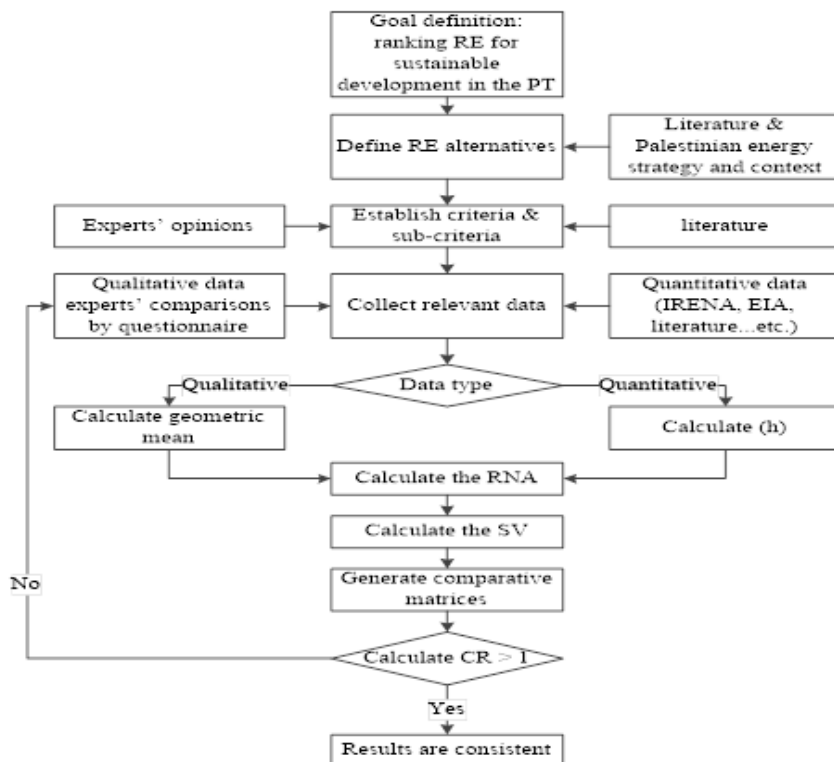 Goal definition:
ranking RE for
sustainable
development in the PT
Define RE alternatives
Literature &
Palestinian energy
strategy and context
Experts' opinions
Establish criteria &
sub-criteria
literature
Qualitative data
experts' comparisons
by questionnaire
Collect relevant data
Quantitative data
(IRENA, EIA,
literature...etc.)
Qualitative
Data type
Quantitative
Calculate geometric
mean
Calculate (h)
Calculate the RNA
Calculate the SV
Generate comparative
matrices
No
Calculate CR > 1
Yes
Results are consistent